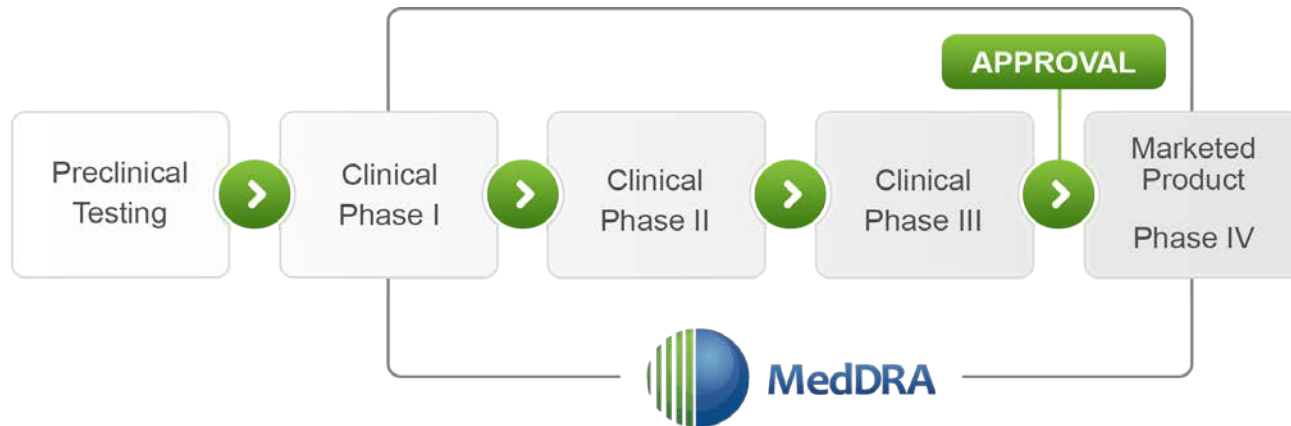 APPROVAL
Preclinical
Testing
Clinical
Phase I
Clinical
Phase II
Clinical
Phase III
Marketed
Product
Phase IV
MedDRA